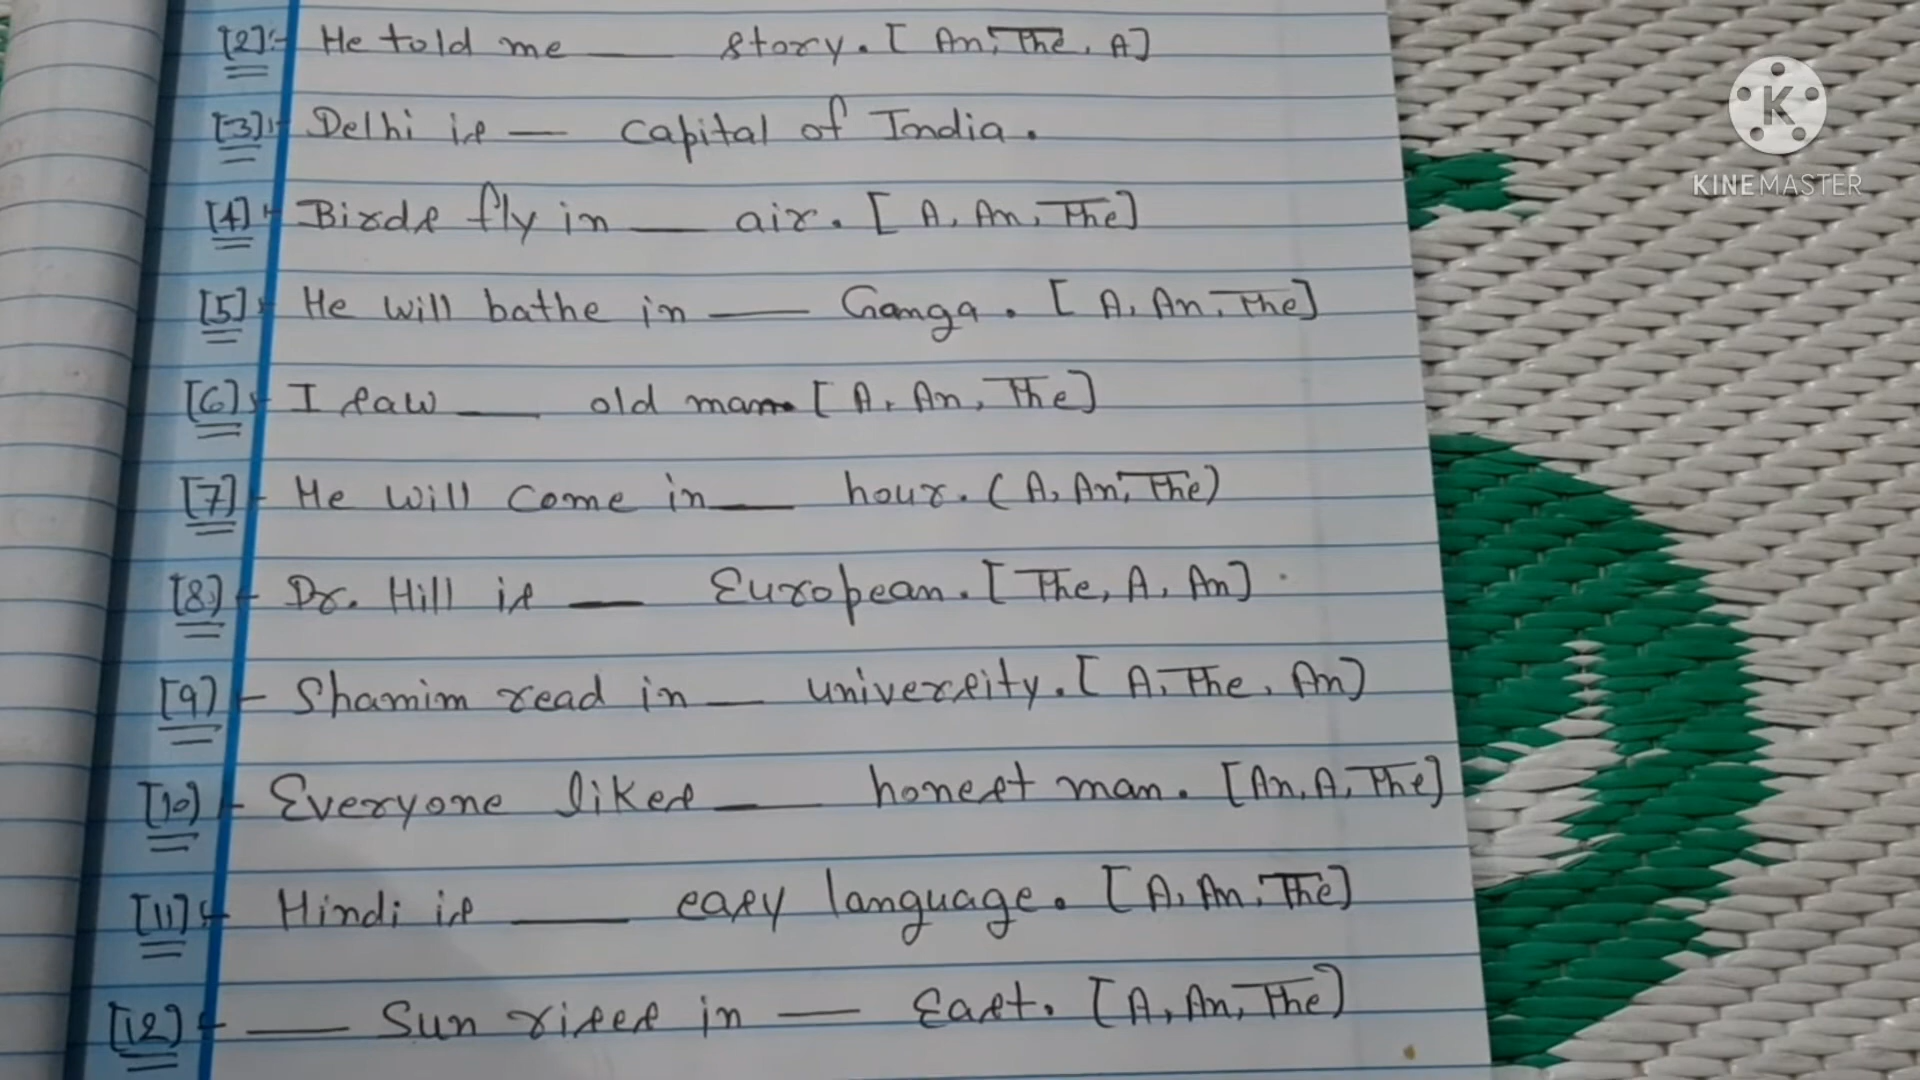 [2]:- He told me ___ story. [ An, The, A]
[3]:- Delhi is — capital of India.
[4]:- Birds fly in ___ air. [ A, An, The]
[5]:- He will bathe in ___ Ganga. [ A, An, The]
[6]:- I saw ___ old man [ A, An, The]
[7]:- He will come in ___ hour. ( A, An, The)
[8]:- Dr. Hill is — European. [ The, A, An]
[9]:- Shamim read in ___ university. [ A, The, An]
[10]:- Everyone likes ___ honest man. [An, A, The]
[11]:- Hindi is ___ easy language. [ A, An, The]
[12]:- ___ Sun rises in ___ East. [ A, An, The]
K
KINEMASTER